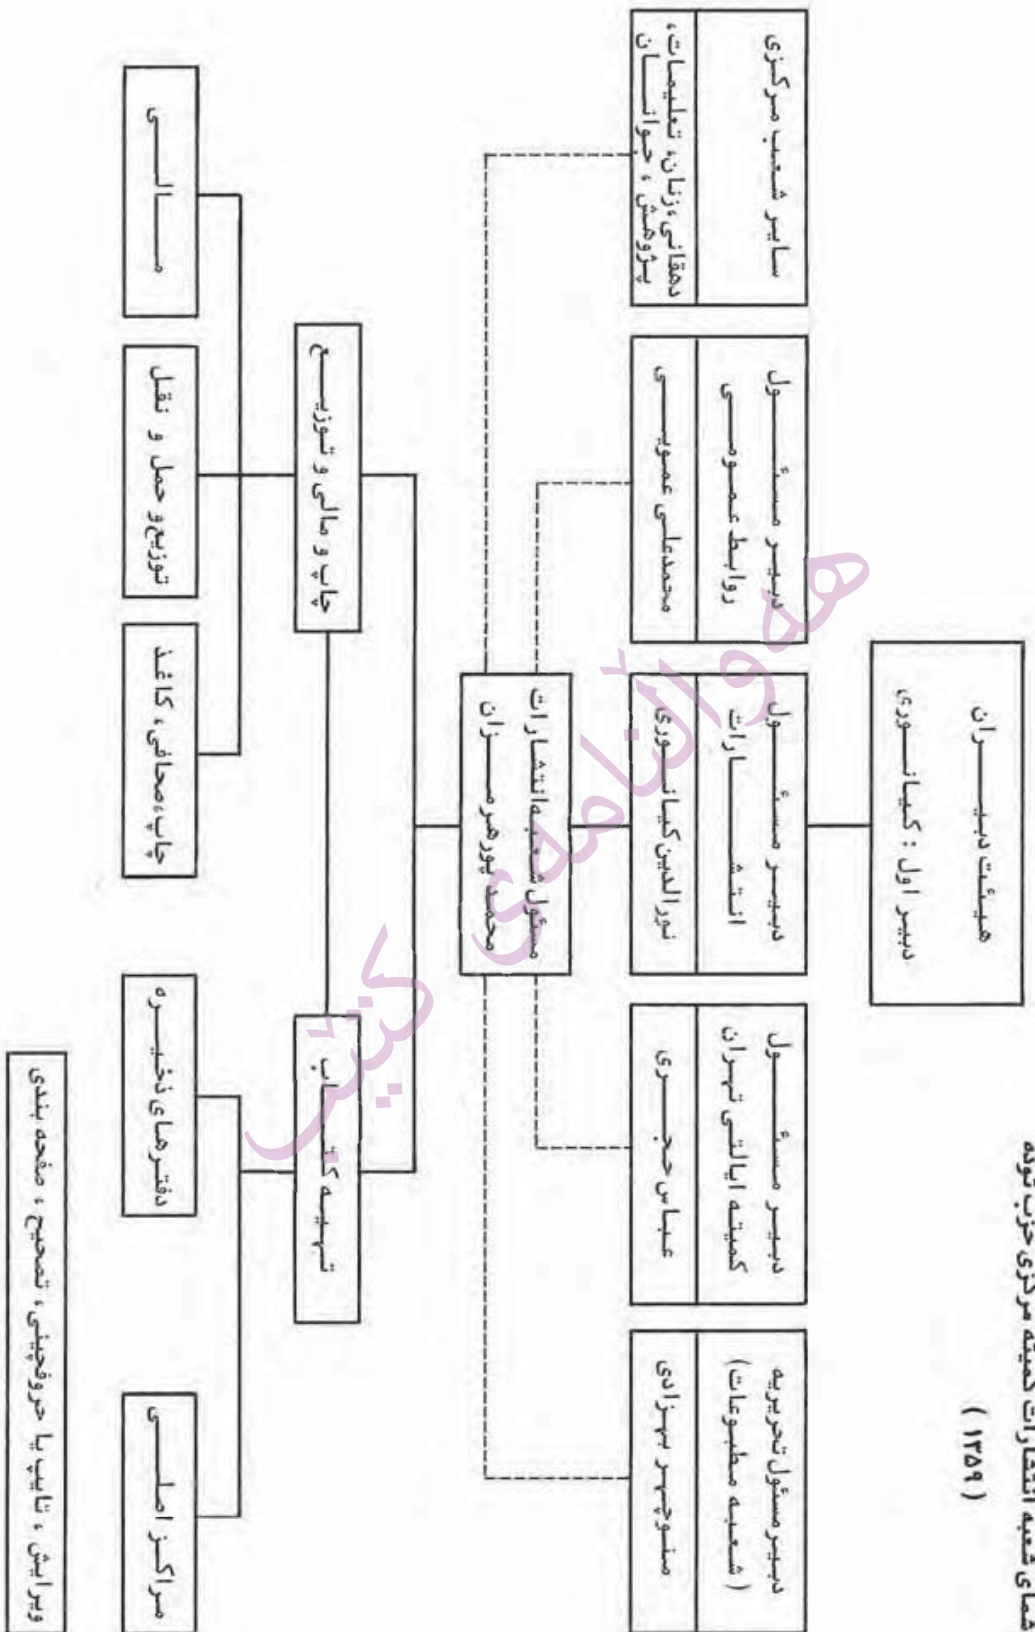 شمای شعبه انتشارات کمیته مرکزی حزب توده
( ۱۳۵۹ )
هیئت دبیران
دبیر اول : کیانوری
دبیر مسئول تحریریه
( شعبه مطبوعات )
منوچهر بهزادی
دبیر مسئول
کمیته ایالتی تهران
عباس حجری
دبیر مسئول
انتشارات
نورالدین کیانوری
دبیر مسئول
روابط عمومی
محمدعلی عمویی
سایر شعب مرکزی
دهقانی، زنان، تعلیمات،
پژوهش، جوانان
مسئول شعبه انتشارات
محمد پورهرمزان
تهیه کتاب
چاپ و مالی و توزیع
مراکز اصلی
دفترهای ذخیره
چاپ، صحافی، کاغذ
توزیع و حمل و نقل
مالی
ویرایش، تایپ یا حروفچینی، تصحیح، صفحه بندی
هەواڵنامەی کتێب